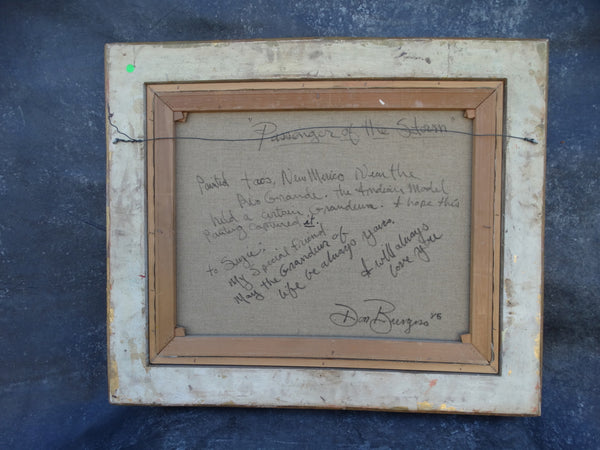 "Passenger of the Storm"
Painted Taos, New Mexico Near the
Rio Grande. the Indian Model
held a certain Grandeur. I hope this
Painting captured it.
to Suzie:
My Special friend
May the Grandeur of
life be always yours
I will always
love you
Don Burgess